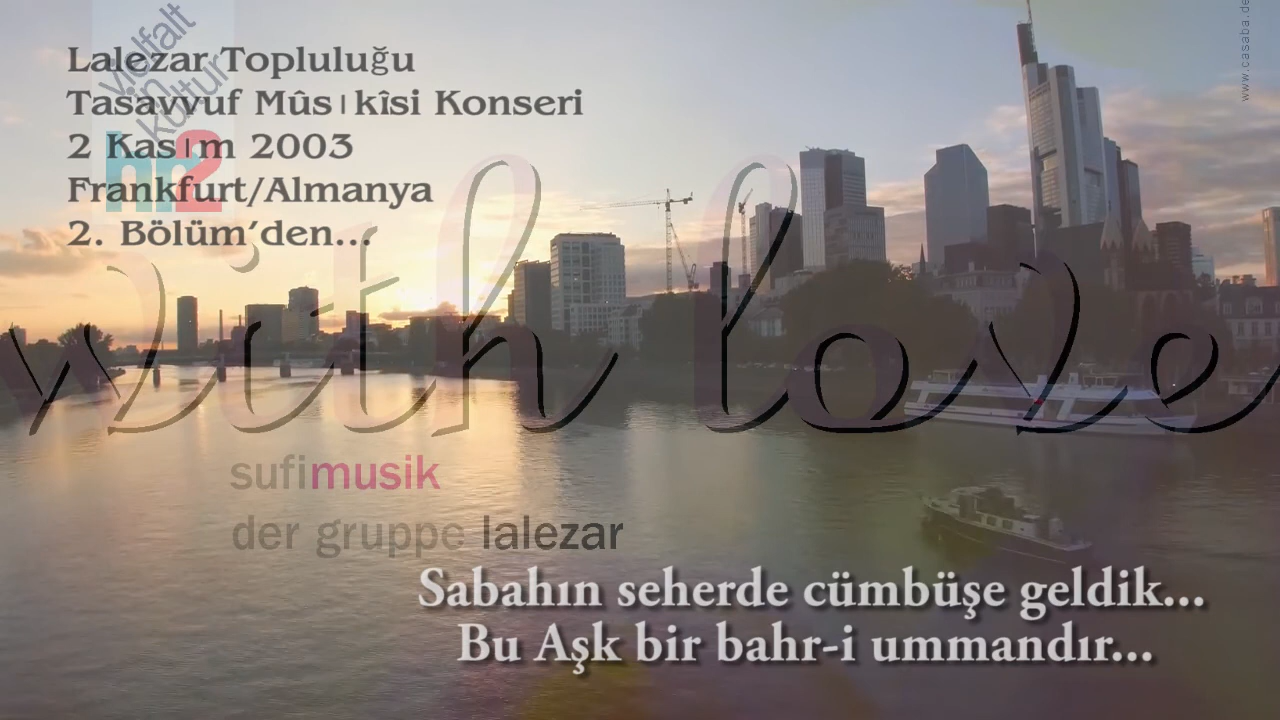 vielfalt
in
kultur
hr2
www.casaba.de
Lalezar Topluluğu
Tasavvuf Mûsıkîsi Konseri
2 Kasım 2003
Frankfurt/Almanya
2. Bölüm’den...
with love
sufimusik
der gruppe lalezar
Sabahın seherde cümbüşe geldik...
Bu Aşk bir bahr-i ummandır...